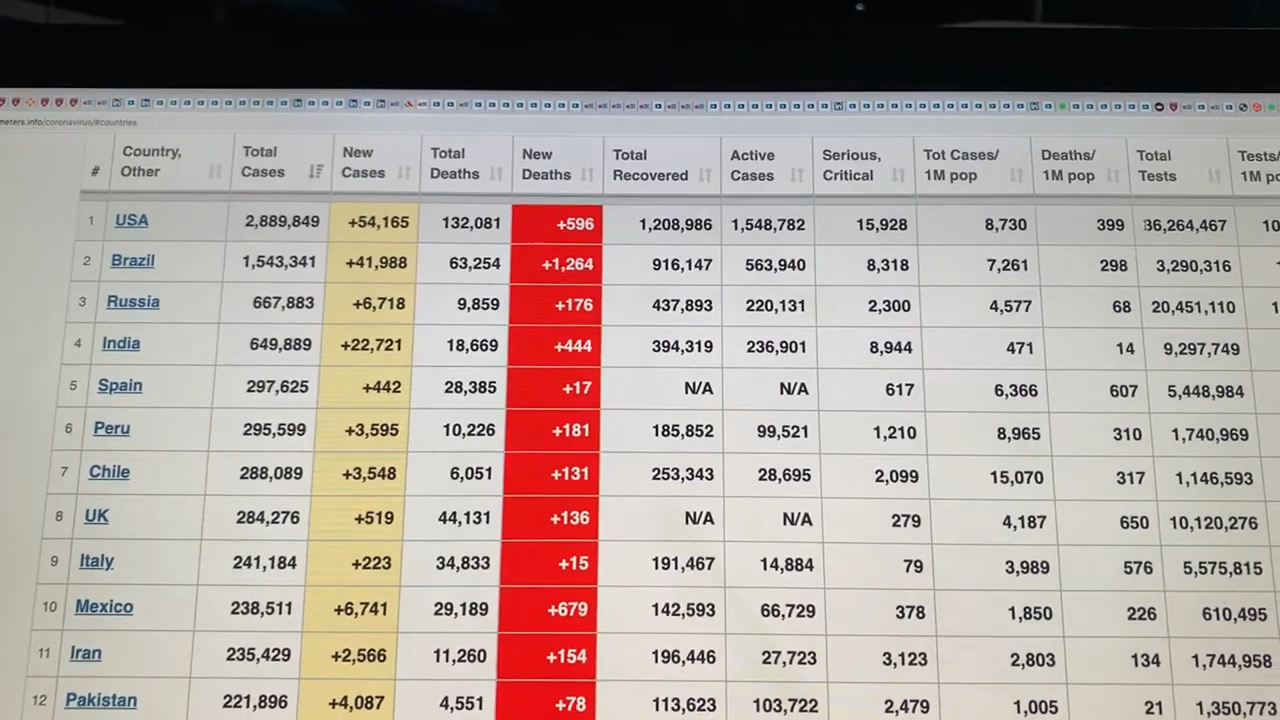 meters.info/coronavirus/#countries
# Country, Other Total Cases New Cases Total Deaths New Deaths Total Recovered Active Cases Serious, Critical Tot Cases/ 1M pop Deaths/ 1M pop Total Tests Tests/ 1M po
1 USA 2,889,849 +54,165 132,081 +596 1,208,986 1,548,782 15,928 8,730 399 36,264,467 10
2 Brazil 1,543,341 +41,988 63,254 +1,264 916,147 563,940 8,318 7,261 298 3,290,316 1
3 Russia 667,883 +6,718 9,859 +176 437,893 220,131 2,300 4,577 68 20,451,110 1
4 India 649,889 +22,721 18,669 +444 394,319 236,901 8,944 471 14 9,297,749
5 Spain 297,625 +442 28,385 +17 N/A N/A 617 6,366 607 5,448,984
6 Peru 295,599 +3,595 10,226 +181 185,852 99,521 1,210 8,965 310 1,740,969
7 Chile 288,089 +3,548 6,051 +131 253,343 28,695 2,099 15,070 317 1,146,593
8 UK 284,276 +519 44,131 +136 N/A N/A 279 4,187 650 10,120,276
9 Italy 241,184 +223 34,833 +15 191,467 14,884 79 3,989 576 5,575,815
10 Mexico 238,511 +6,741 29,189 +679 142,593 66,729 378 1,850 226 610,495
11 Iran 235,429 +2,566 11,260 +154 196,446 27,723 3,123 2,803 134 1,744,958
12 Pakistan 221,896 +4,087 4,551 +78 113,623 103,722 2,479 1,005 21 1,350,773